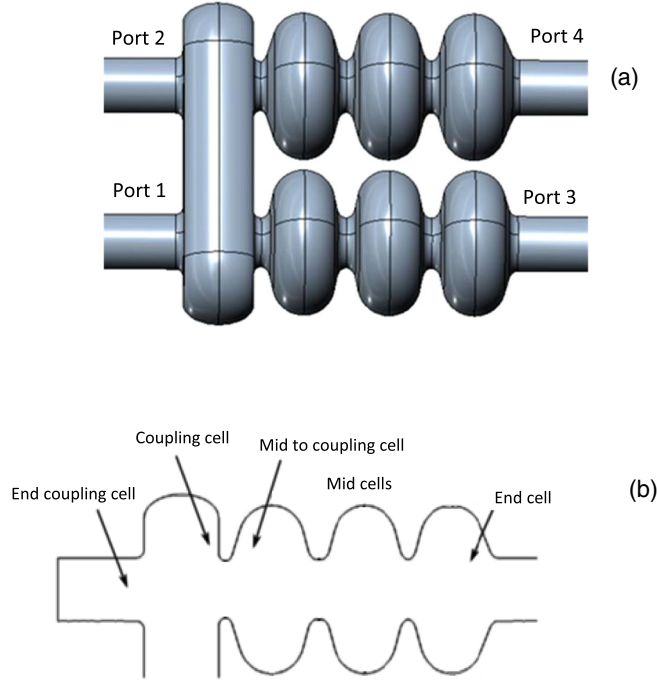 Port 2
Port 4
(a)
Port 1
Port 3
Coupling cell
Mid to coupling cell
End coupling cell
Mid cells
End cell
(b)